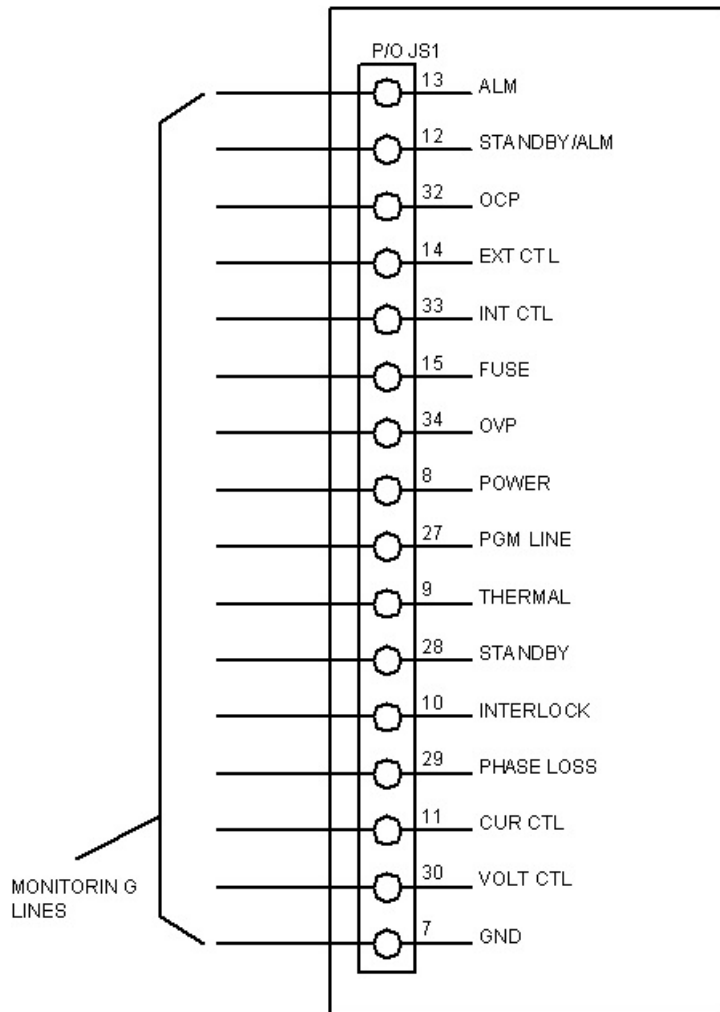 P/O JS1
13 ALM
12 STANDBY/ALM
32 OCP
14 EXT CTL
33 INT CTL
15 FUSE
34 OVP
8 POWER
27 PGM LINE
9 THERMAL
28 STANDBY
10 INTERLOCK
29 PHASE LOSS
11 CUR CTL
30 VOLT CTL
7 GND
MONITORIN G
LINES